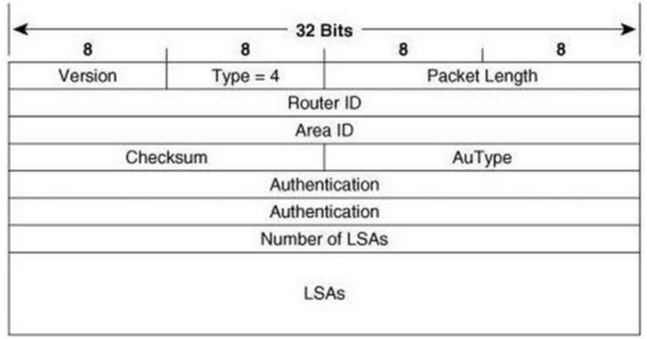 32 Bits
8 8 8 8
Version Type = 4 Packet Length
Router ID
Area ID
Checksum AuType
Authentication
Authentication
Number of LSAs
LSAs